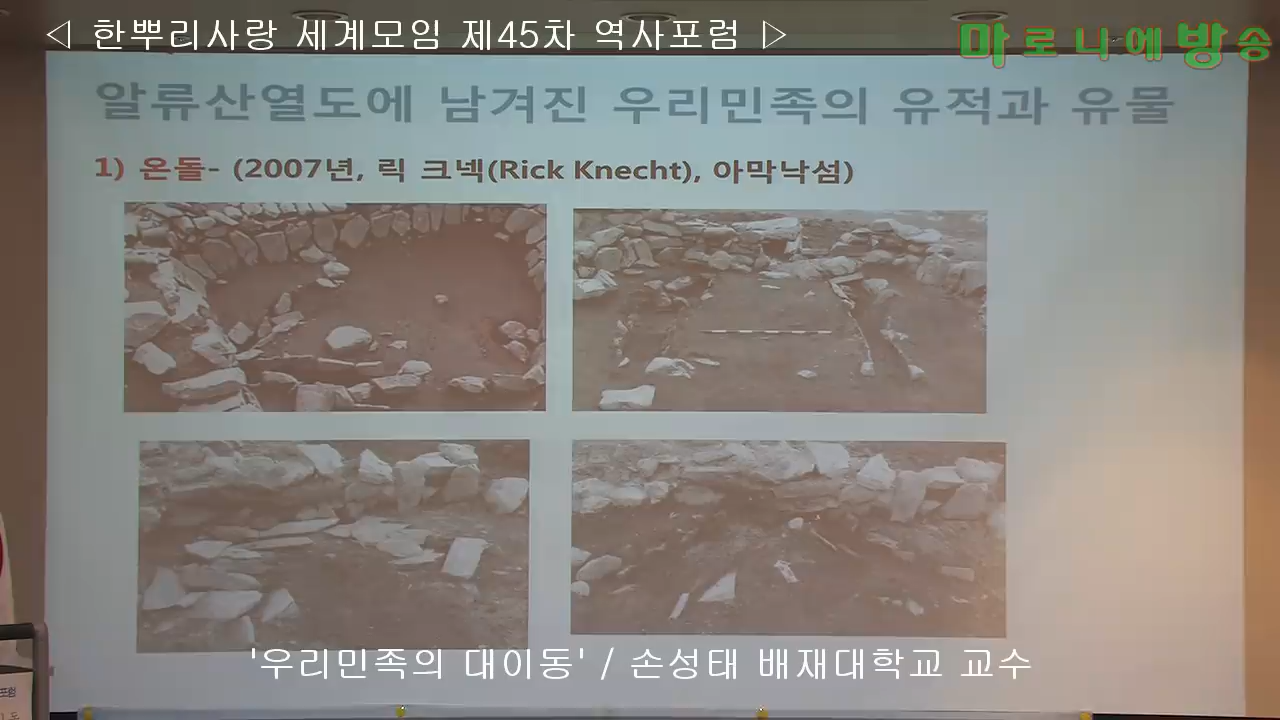 ◁ 한뿌리사랑 세계모임 제45차 역사포럼 ▷
마로니에방송
알류산열도에 남겨진 우리민족의 유적과 유물
1) 온돌- (2007년, 릭 크넥(Rick Knecht), 아막낙섬)
'우리민족의 대이동' / 손성태 배재대학교 교수
포럼